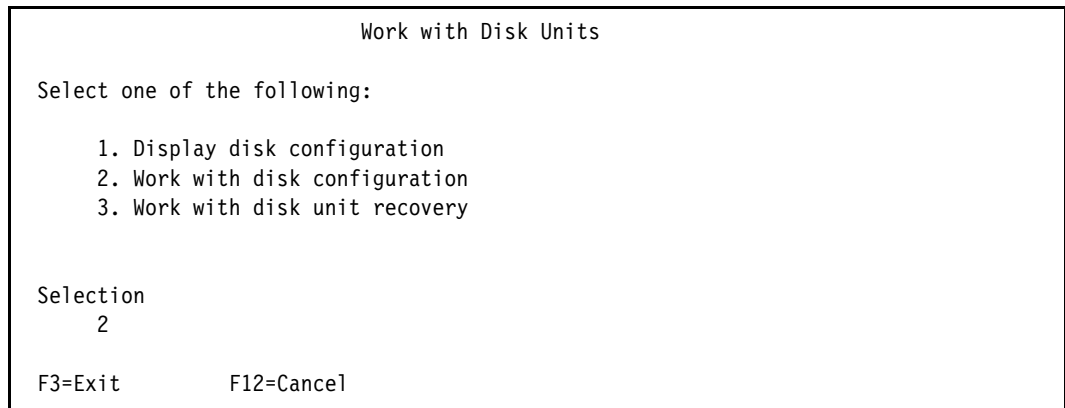 Work with Disk Units
Select one of the following:
1. Display disk configuration
2. Work with disk configuration
3. Work with disk unit recovery
Selection
2
F3=Exit F12=Cancel